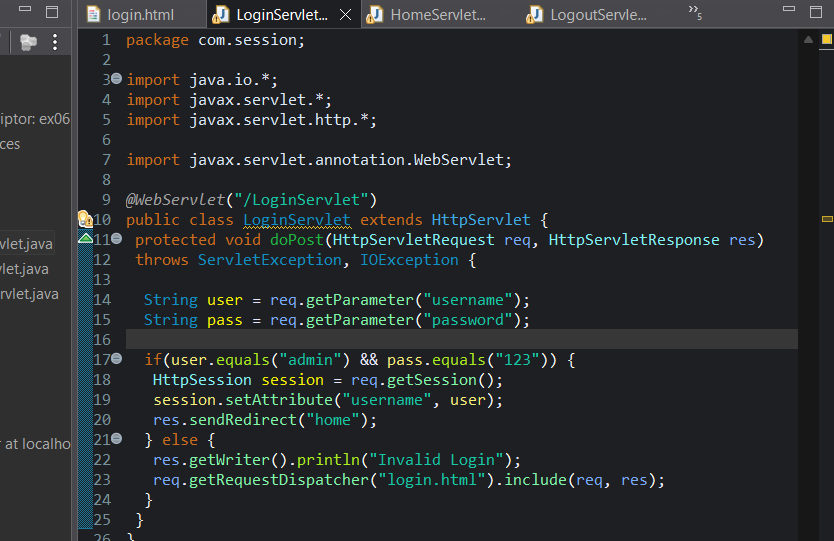 login.html
LoginServlet...
HomeServlet...
LogoutServle...
»5
iptor: ex06
ces
vlet.java
vlet.java
rvlet.java
r at localho
1 package com.session;
2
3 import java.io.*;
4 import javax.servlet.*;
5 import javax.servlet.http.*;
6
7 import javax.servlet.annotation.WebServlet;
8
9 @WebServlet("/LoginServlet")
10 public class LoginServlet extends HttpServlet {
11 protected void doPost(HttpServletRequest req, HttpServletResponse res)
12 throws ServletException, IOException {
13
14 String user = req.getParameter("username");
15 String pass = req.getParameter("password");
16
17 if(user.equals("admin") && pass.equals("123")) {
18 HttpSession session = req.getSession();
19 session.setAttribute("username", user);
20 res.sendRedirect("home");
21 } else {
22 res.getWriter().println("Invalid Login");
23 req.getRequestDispatcher("login.html").include(req, res);
24 }
25 }
26 }